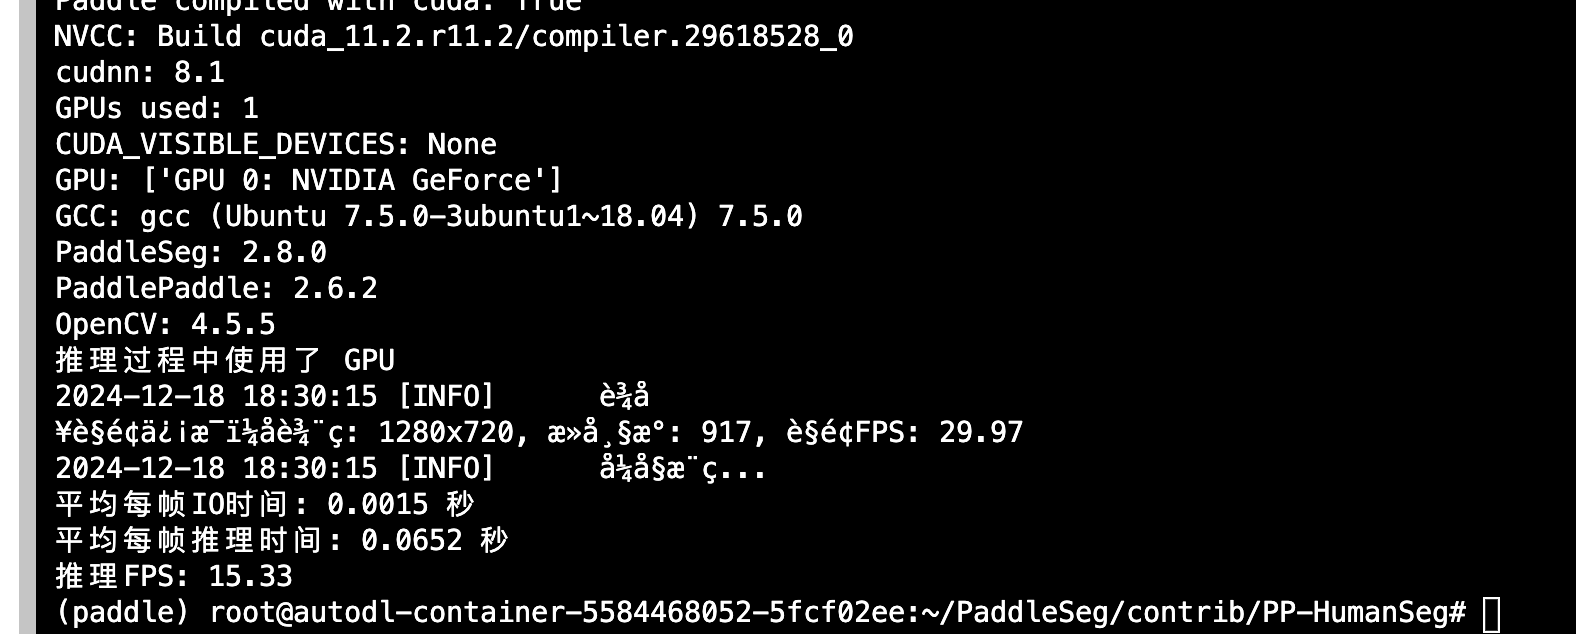 Paddle compiled with cuda: True
NVCC: Build cuda_11.2.r11.2/compiler.29618528_0
cudnn: 8.1
GPUs used: 1
CUDA_VISIBLE_DEVICES: None
GPU: ['GPU 0: NVIDIA GeForce']
GCC: gcc (Ubuntu 7.5.0-3ubuntu1~18.04) 7.5.0
PaddleSeg: 2.8.0
PaddlePaddle: 2.6.2
OpenCV: 4.5.5
推理过程中使用了 GPU
2024-12-18 18:30:15 [INFO] è¾å
¥è§é¢ä¿¡æ¯ï¼åè¾¨ç: 1280x720, æ»å¸§æ°: 917, è§é¢FPS: 29.97
2024-12-18 18:30:15 [INFO] å¼å§æ¨ç...
平均每帧IO时间: 0.0015 秒
平均每帧推理时间: 0.0652 秒
推理FPS: 15.33
(paddle) root@autodl-container-5584468052-5fcf02ee:~/PaddleSeg/contrib/PP-HumanSeg#